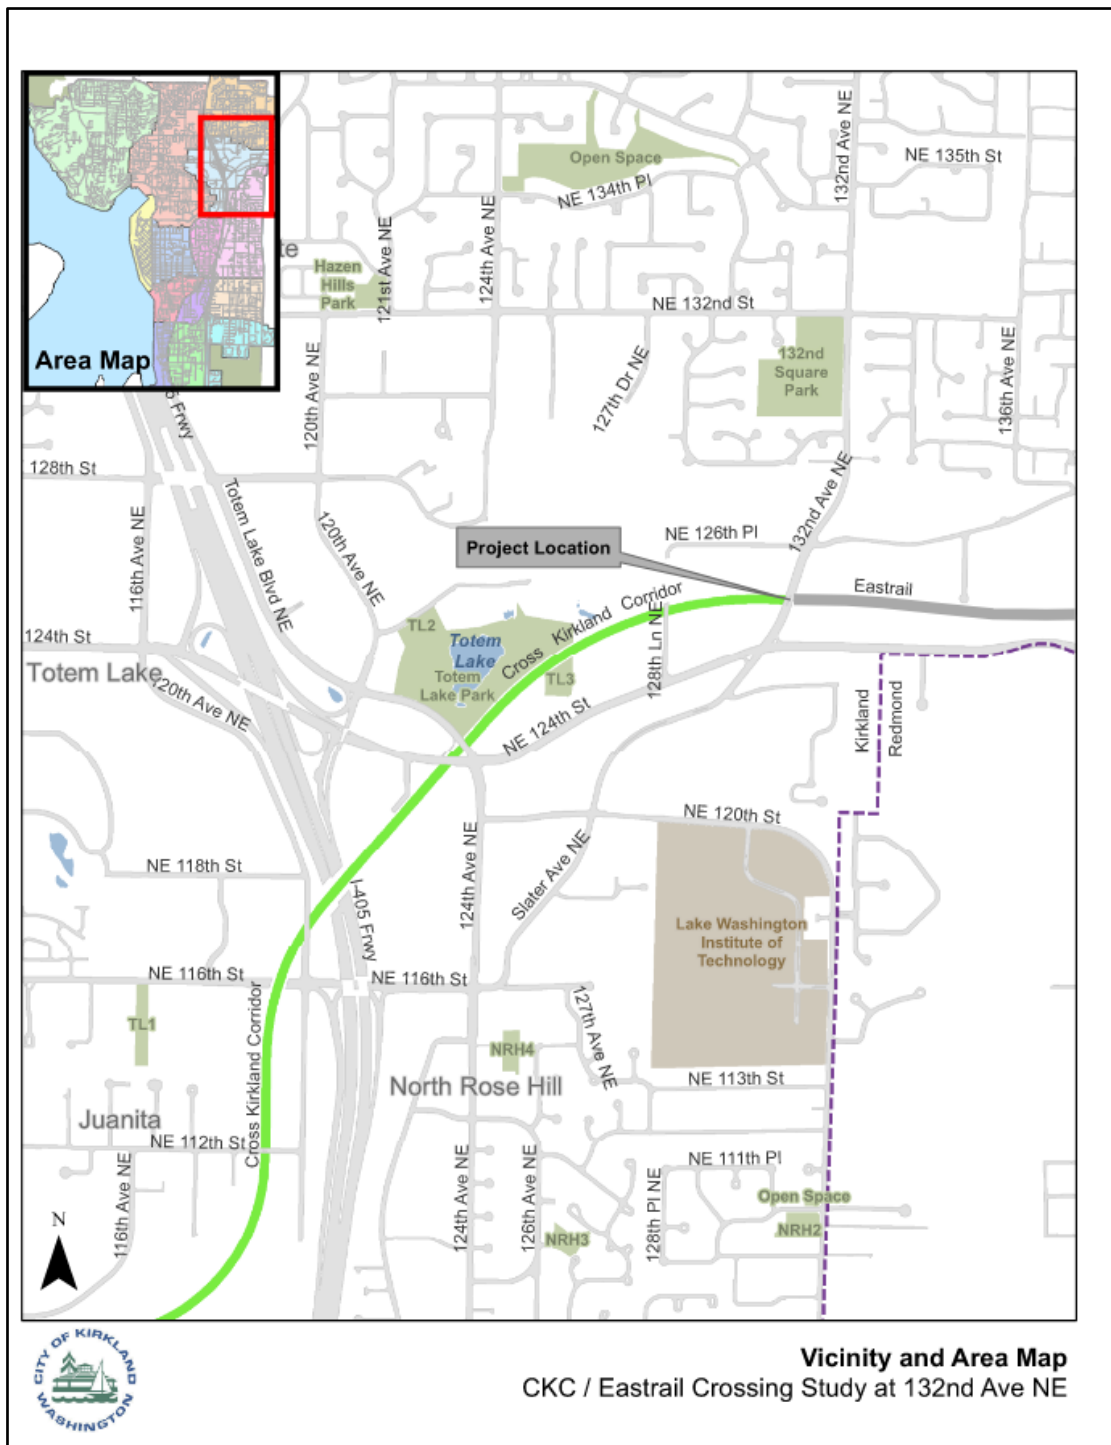 Area Map
Open Space
NE 134th Pl
NE 135th St
132nd Ave NE
124th Ave NE
121st Ave NE
Hazen
Hills
Park
NE 132nd St
132nd
Square
Park
127th Dr NE
136th Ave NE
120th Ave NE
Frwy
128th St
Totem Lake Blvd NE
116th Ave NE
120th Ave NE
132nd Ave NE
NE 126th Pl
Project Location
Eastrail
Cross Kirkland Corridor
TL2
Totem
Lake
Totem
Lake Park
TL3
128th Ln NE
124th St
Totem Lake
120th Ave NE
NE 124th St
Kirkland
Redmond
NE 120th St
124th Ave NE
Slater Ave NE
NE 118th St
I-405 Frwy
Lake Washington
Institute of
Technology
NE 116th St
NE 116th St
Cross Kirkland Corridor
127th Ave NE
TL1
NRH4
North Rose Hill
NE 113th St
Juanita
NE 112th St
116th Ave NE
124th Ave NE
126th Ave NE
128th Pl NE
NE 111th Pl
Open Space
NRH2
NRH3
N
CITY OF KIRKLAND
WASHINGTON
Vicinity and Area Map
CKC / Eastrail Crossing Study at 132nd Ave NE